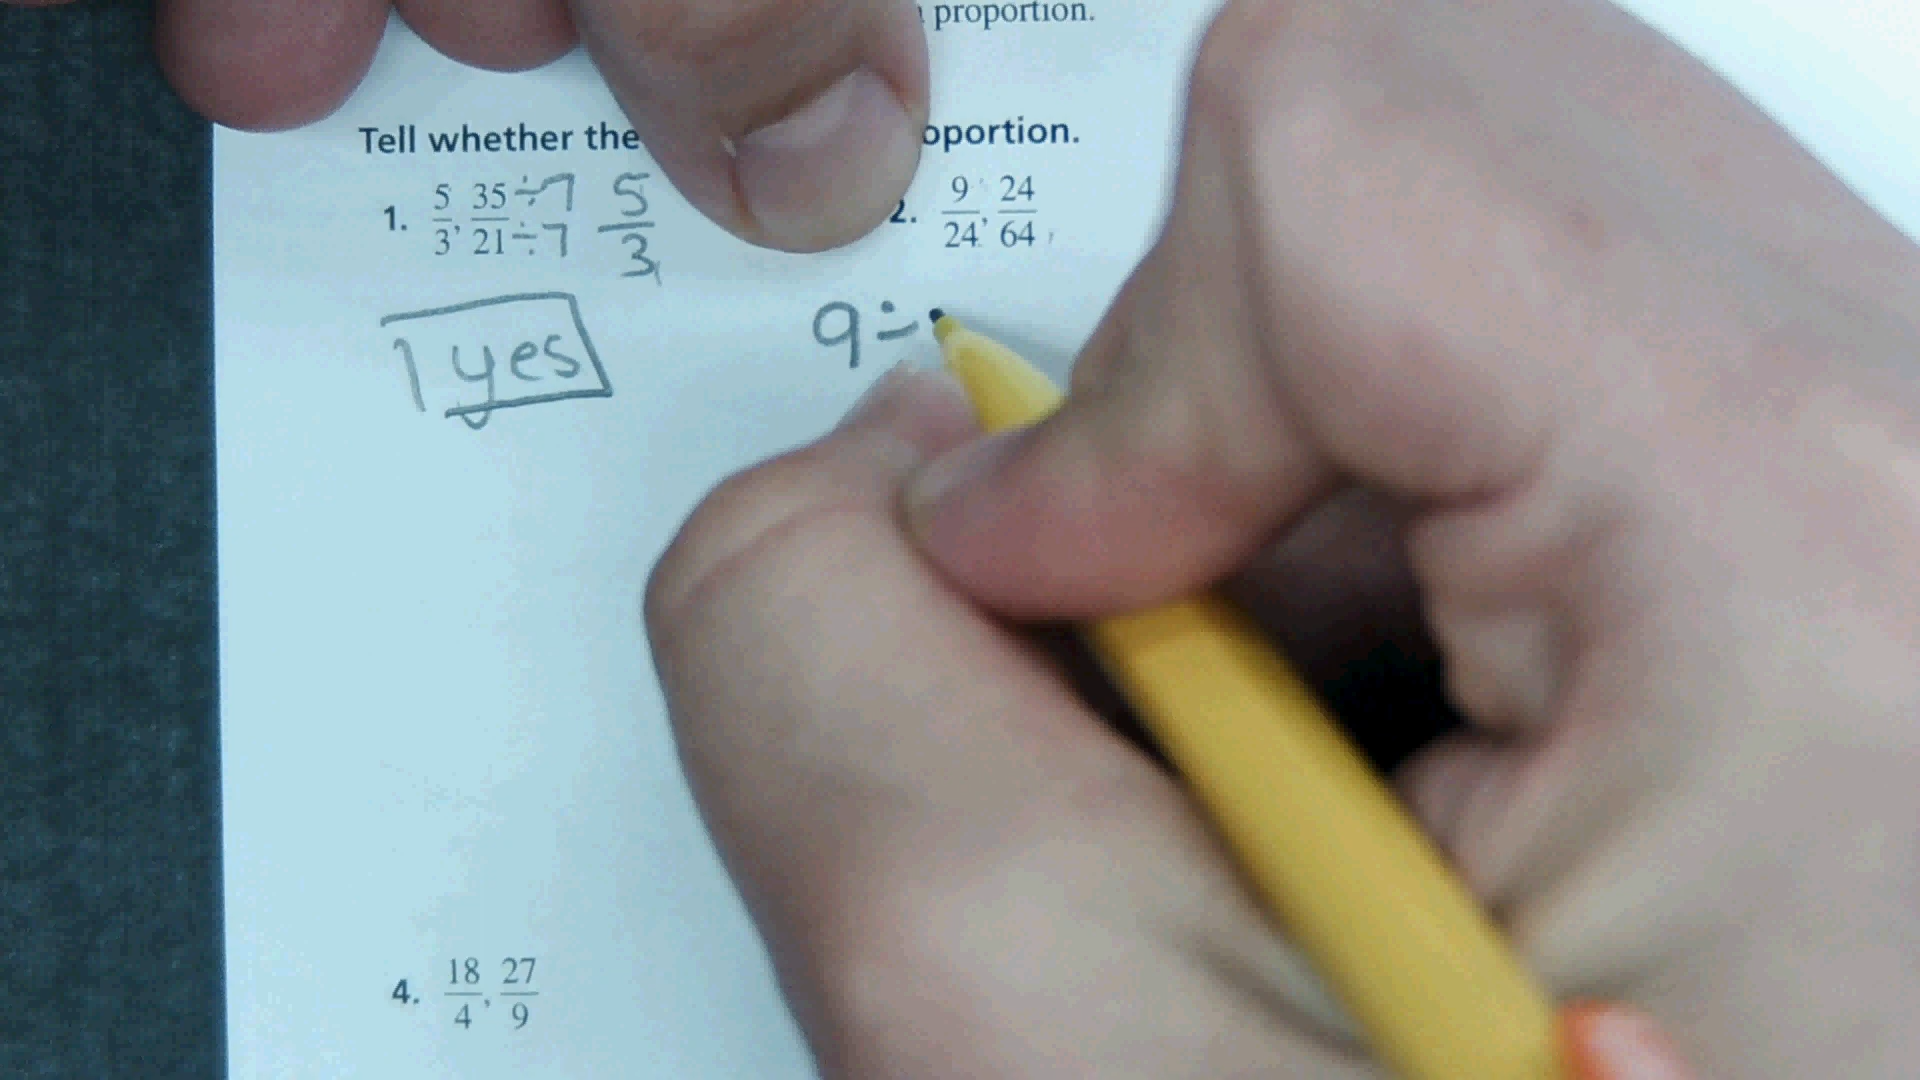 proportion.
Tell whether the oportion.
1. 5/3, 35/21 ÷7 ÷7 5/3
2. 9/24, 24/64
yes
9 ÷
4. 18/4, 27/9